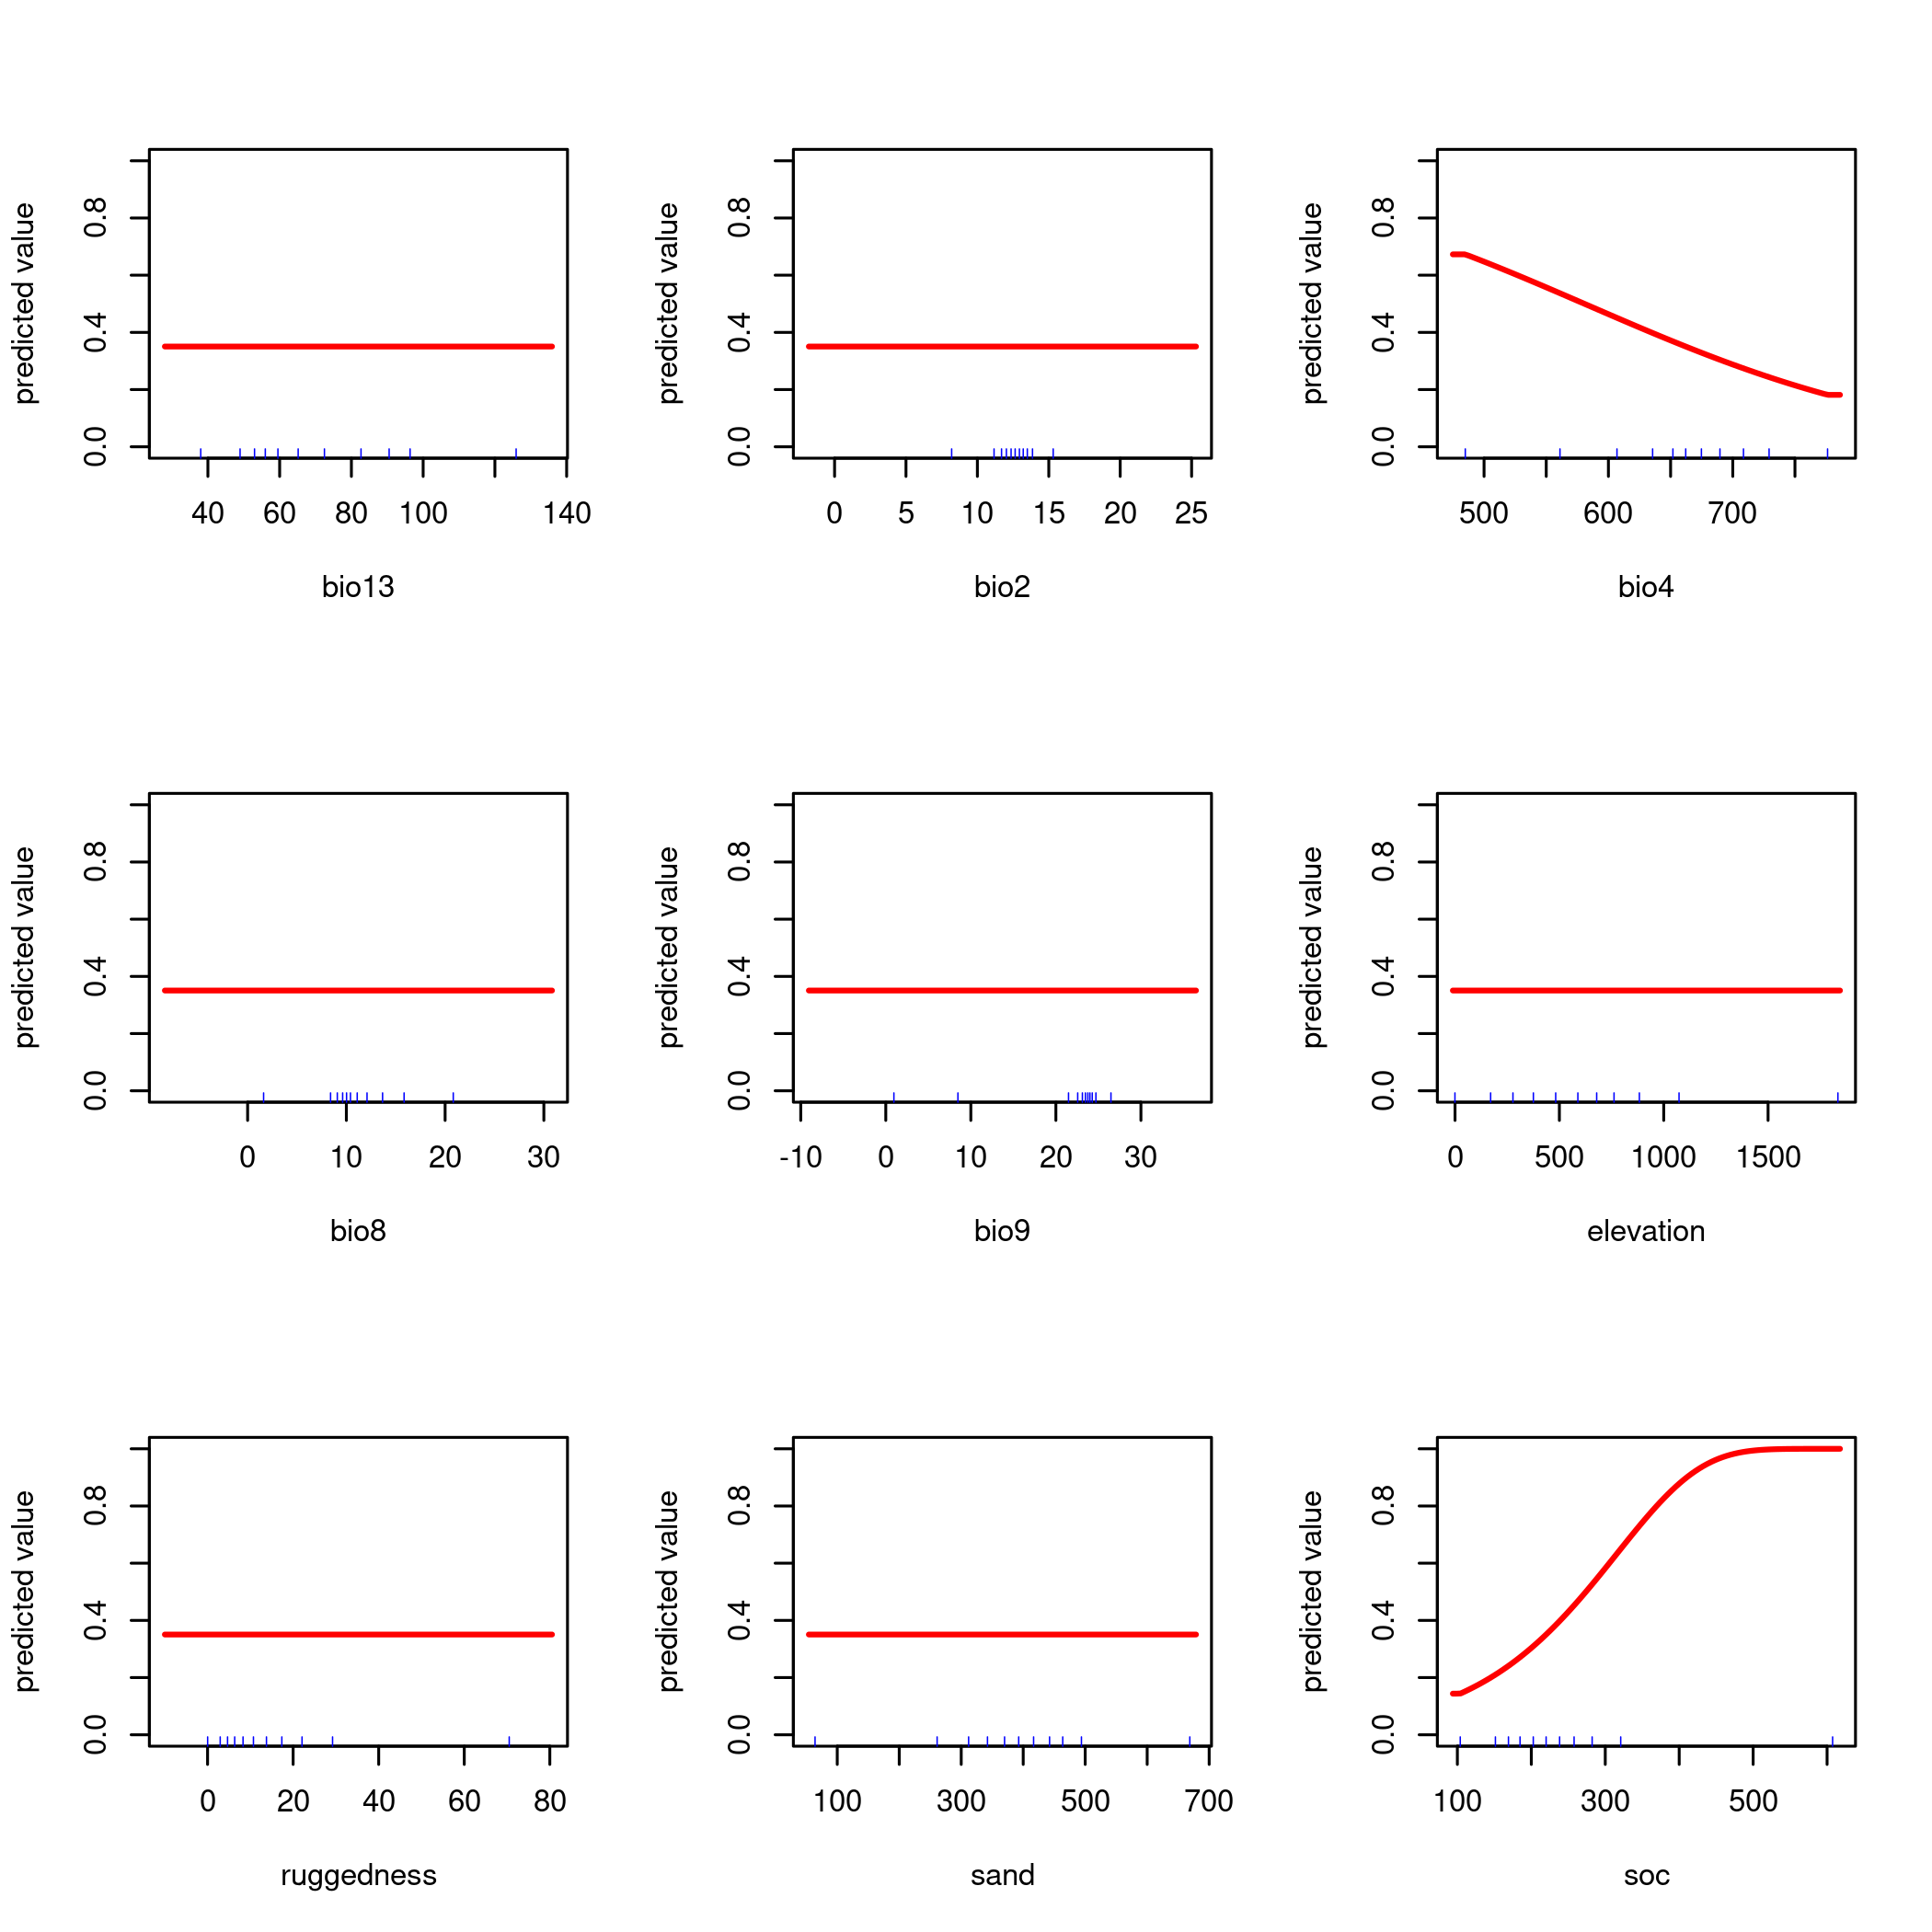 predicted value
0.0 0.4 0.8
40 60 80 100 140
bio13
predicted value
0.0 0.4 0.8
0 5 10 15 20 25
bio2
predicted value
0.0 0.4 0.8
500 600 700
bio4
predicted value
0.0 0.4 0.8
0 10 20 30
bio8
predicted value
0.0 0.4 0.8
-10 0 10 20 30
bio9
predicted value
0.0 0.4 0.8
0 500 1000 1500
elevation
predicted value
0.0 0.4 0.8
0 20 40 60 80
ruggedness
predicted value
0.0 0.4 0.8
100 300 500 700
sand
predicted value
0.0 0.4 0.8
100 300 500
soc